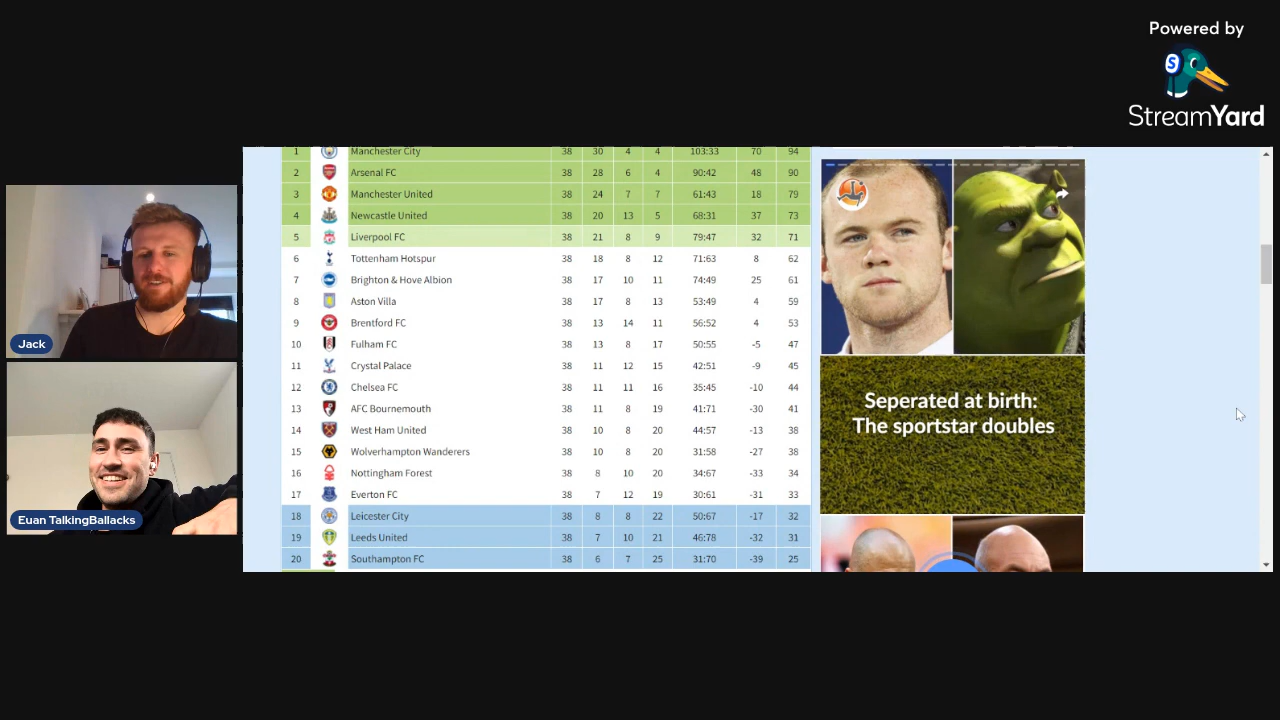 Powered by
StreamYard
1 Manchester City 38 30 4 4 103:33 70 94
2 Arsenal FC 38 28 6 4 90:42 48 90
3 Manchester United 38 24 7 7 61:43 18 79
4 Newcastle United 38 20 13 5 68:31 37 73
5 Liverpool FC 38 21 8 9 79:47 32 71
6 Tottenham Hotspur 38 18 8 12 71:63 8 62
7 Brighton & Hove Albion 38 17 10 11 74:49 25 61
8 Aston Villa 38 17 8 13 53:49 4 59
9 Brentford FC 38 13 14 11 56:52 4 53
10 Fulham FC 38 13 8 17 50:55 -5 47
11 Crystal Palace 38 11 12 15 42:51 -9 45
12 Chelsea FC 38 11 11 16 35:45 -10 44
13 AFC Bournemouth 38 11 8 19 41:71 -30 41
14 West Ham United 38 10 8 20 44:57 -13 38
15 Wolverhampton Wanderers 38 10 8 20 31:58 -27 38
16 Nottingham Forest 38 8 10 20 34:67 -33 34
17 Everton FC 38 7 12 19 30:61 -31 33
18 Leicester City 38 8 8 22 50:67 -17 32
19 Leeds United 38 7 10 21 46:78 -32 31
20 Southampton FC 38 6 7 25 31:70 -39 25
Seperated at birth:
The sportstar doubles
Jack
Euan TalkingBallacks